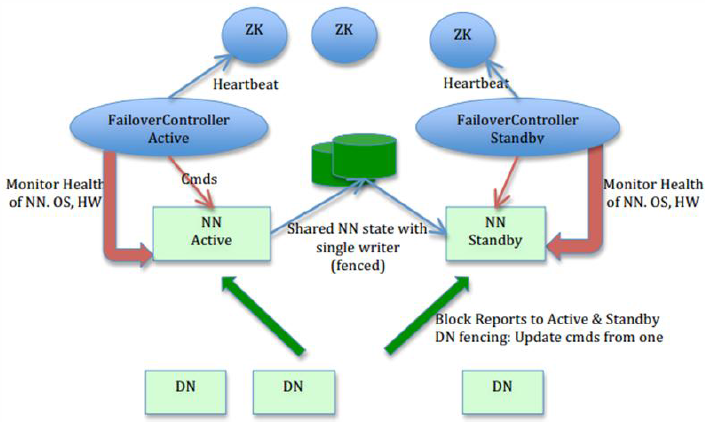 ZK
ZK
ZK
Heartbeat
Heartbeat
FailoverController
Active
FailoverController
Standby
Monitor Health
of NN. OS, HW
Cmds
Monitor Health
of NN. OS, HW
NN
Active
Shared NN state with
single writer
(fenced)
NN
Standby
Block Reports to Active & Standby
DN fencing: Update cmds from one
DN
DN
DN